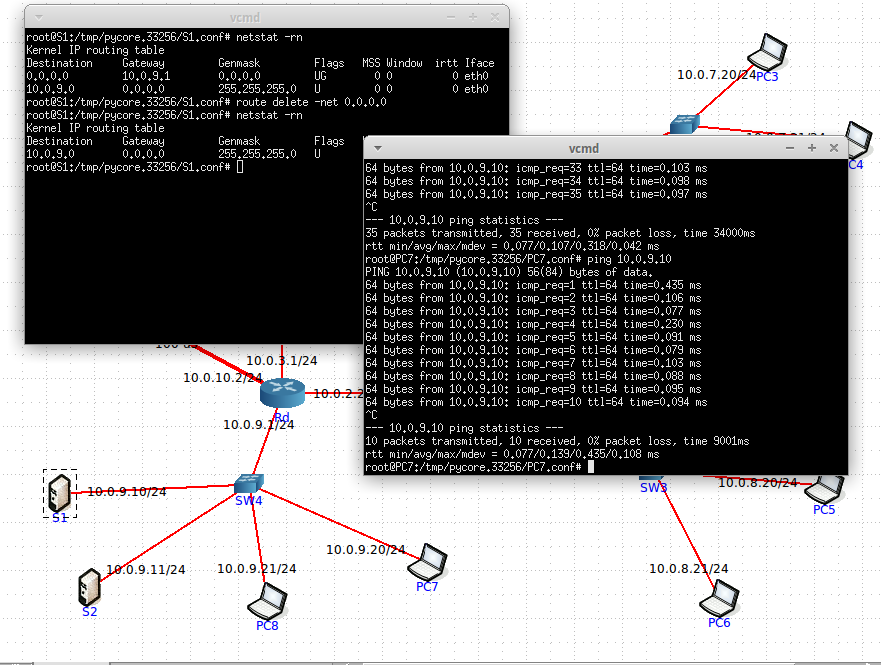 vcmd
root@S1:/tmp/pycore.33256/S1.conf# netstat -rn
Kernel IP routing table
Destination Gateway Genmask Flags MSS Window irtt Iface
0.0.0.0 10.0.9.1 0.0.0.0 UG 0 0 0 eth0
10.0.9.0 0.0.0.0 255.255.255.0 U 0 0 0 eth0
root@S1:/tmp/pycore.33256/S1.conf# route delete -net 0.0.0.0
root@S1:/tmp/pycore.33256/S1.conf# netstat -rn
Kernel IP routing table
Destination Gateway Genmask Flags
10.0.9.0 0.0.0.0 255.255.255.0 U
root@S1:/tmp/pycore.33256/S1.conf#
vcmd
64 bytes from 10.0.9.10: icmp_req=33 ttl=64 time=0.103 ms
64 bytes from 10.0.9.10: icmp_req=34 ttl=64 time=0.098 ms
64 bytes from 10.0.9.10: icmp_req=35 ttl=64 time=0.097 ms
^C
--- 10.0.9.10 ping statistics ---
35 packets transmitted, 35 received, 0% packet loss, time 34000ms
rtt min/avg/max/mdev = 0.077/0.107/0.318/0.042 ms
root@PC7:/tmp/pycore.33256/PC7.conf# ping 10.0.9.10
PING 10.0.9.10 (10.0.9.10) 56(84) bytes of data.
64 bytes from 10.0.9.10: icmp_req=1 ttl=64 time=0.435 ms
64 bytes from 10.0.9.10: icmp_req=2 ttl=64 time=0.106 ms
64 bytes from 10.0.9.10: icmp_req=3 ttl=64 time=0.077 ms
64 bytes from 10.0.9.10: icmp_req=4 ttl=64 time=0.230 ms
64 bytes from 10.0.9.10: icmp_req=5 ttl=64 time=0.091 ms
64 bytes from 10.0.9.10: icmp_req=6 ttl=64 time=0.079 ms
64 bytes from 10.0.9.10: icmp_req=7 ttl=64 time=0.103 ms
64 bytes from 10.0.9.10: icmp_req=8 ttl=64 time=0.088 ms
64 bytes from 10.0.9.10: icmp_req=9 ttl=64 time=0.095 ms
64 bytes from 10.0.9.10: icmp_req=10 ttl=64 time=0.094 ms
^C
--- 10.0.9.10 ping statistics ---
10 packets transmitted, 10 received, 0% packet loss, time 9001ms
rtt min/avg/max/mdev = 0.077/0.139/0.435/0.108 ms
root@PC7:/tmp/pycore.33256/PC7.conf#
10.0.7.20/24
PC3
C4
10.0.3.1/24
10.0.10.2/24
10.0.2.2
Rd
10.0.9.1/24
10.0.9.10/24
S1
SW4
SW3
10.0.8.20/24
PC5
10.0.9.20/24
PC7
10.0.9.11/24
S2
10.0.9.21/24
PC8
10.0.8.21/24
PC6